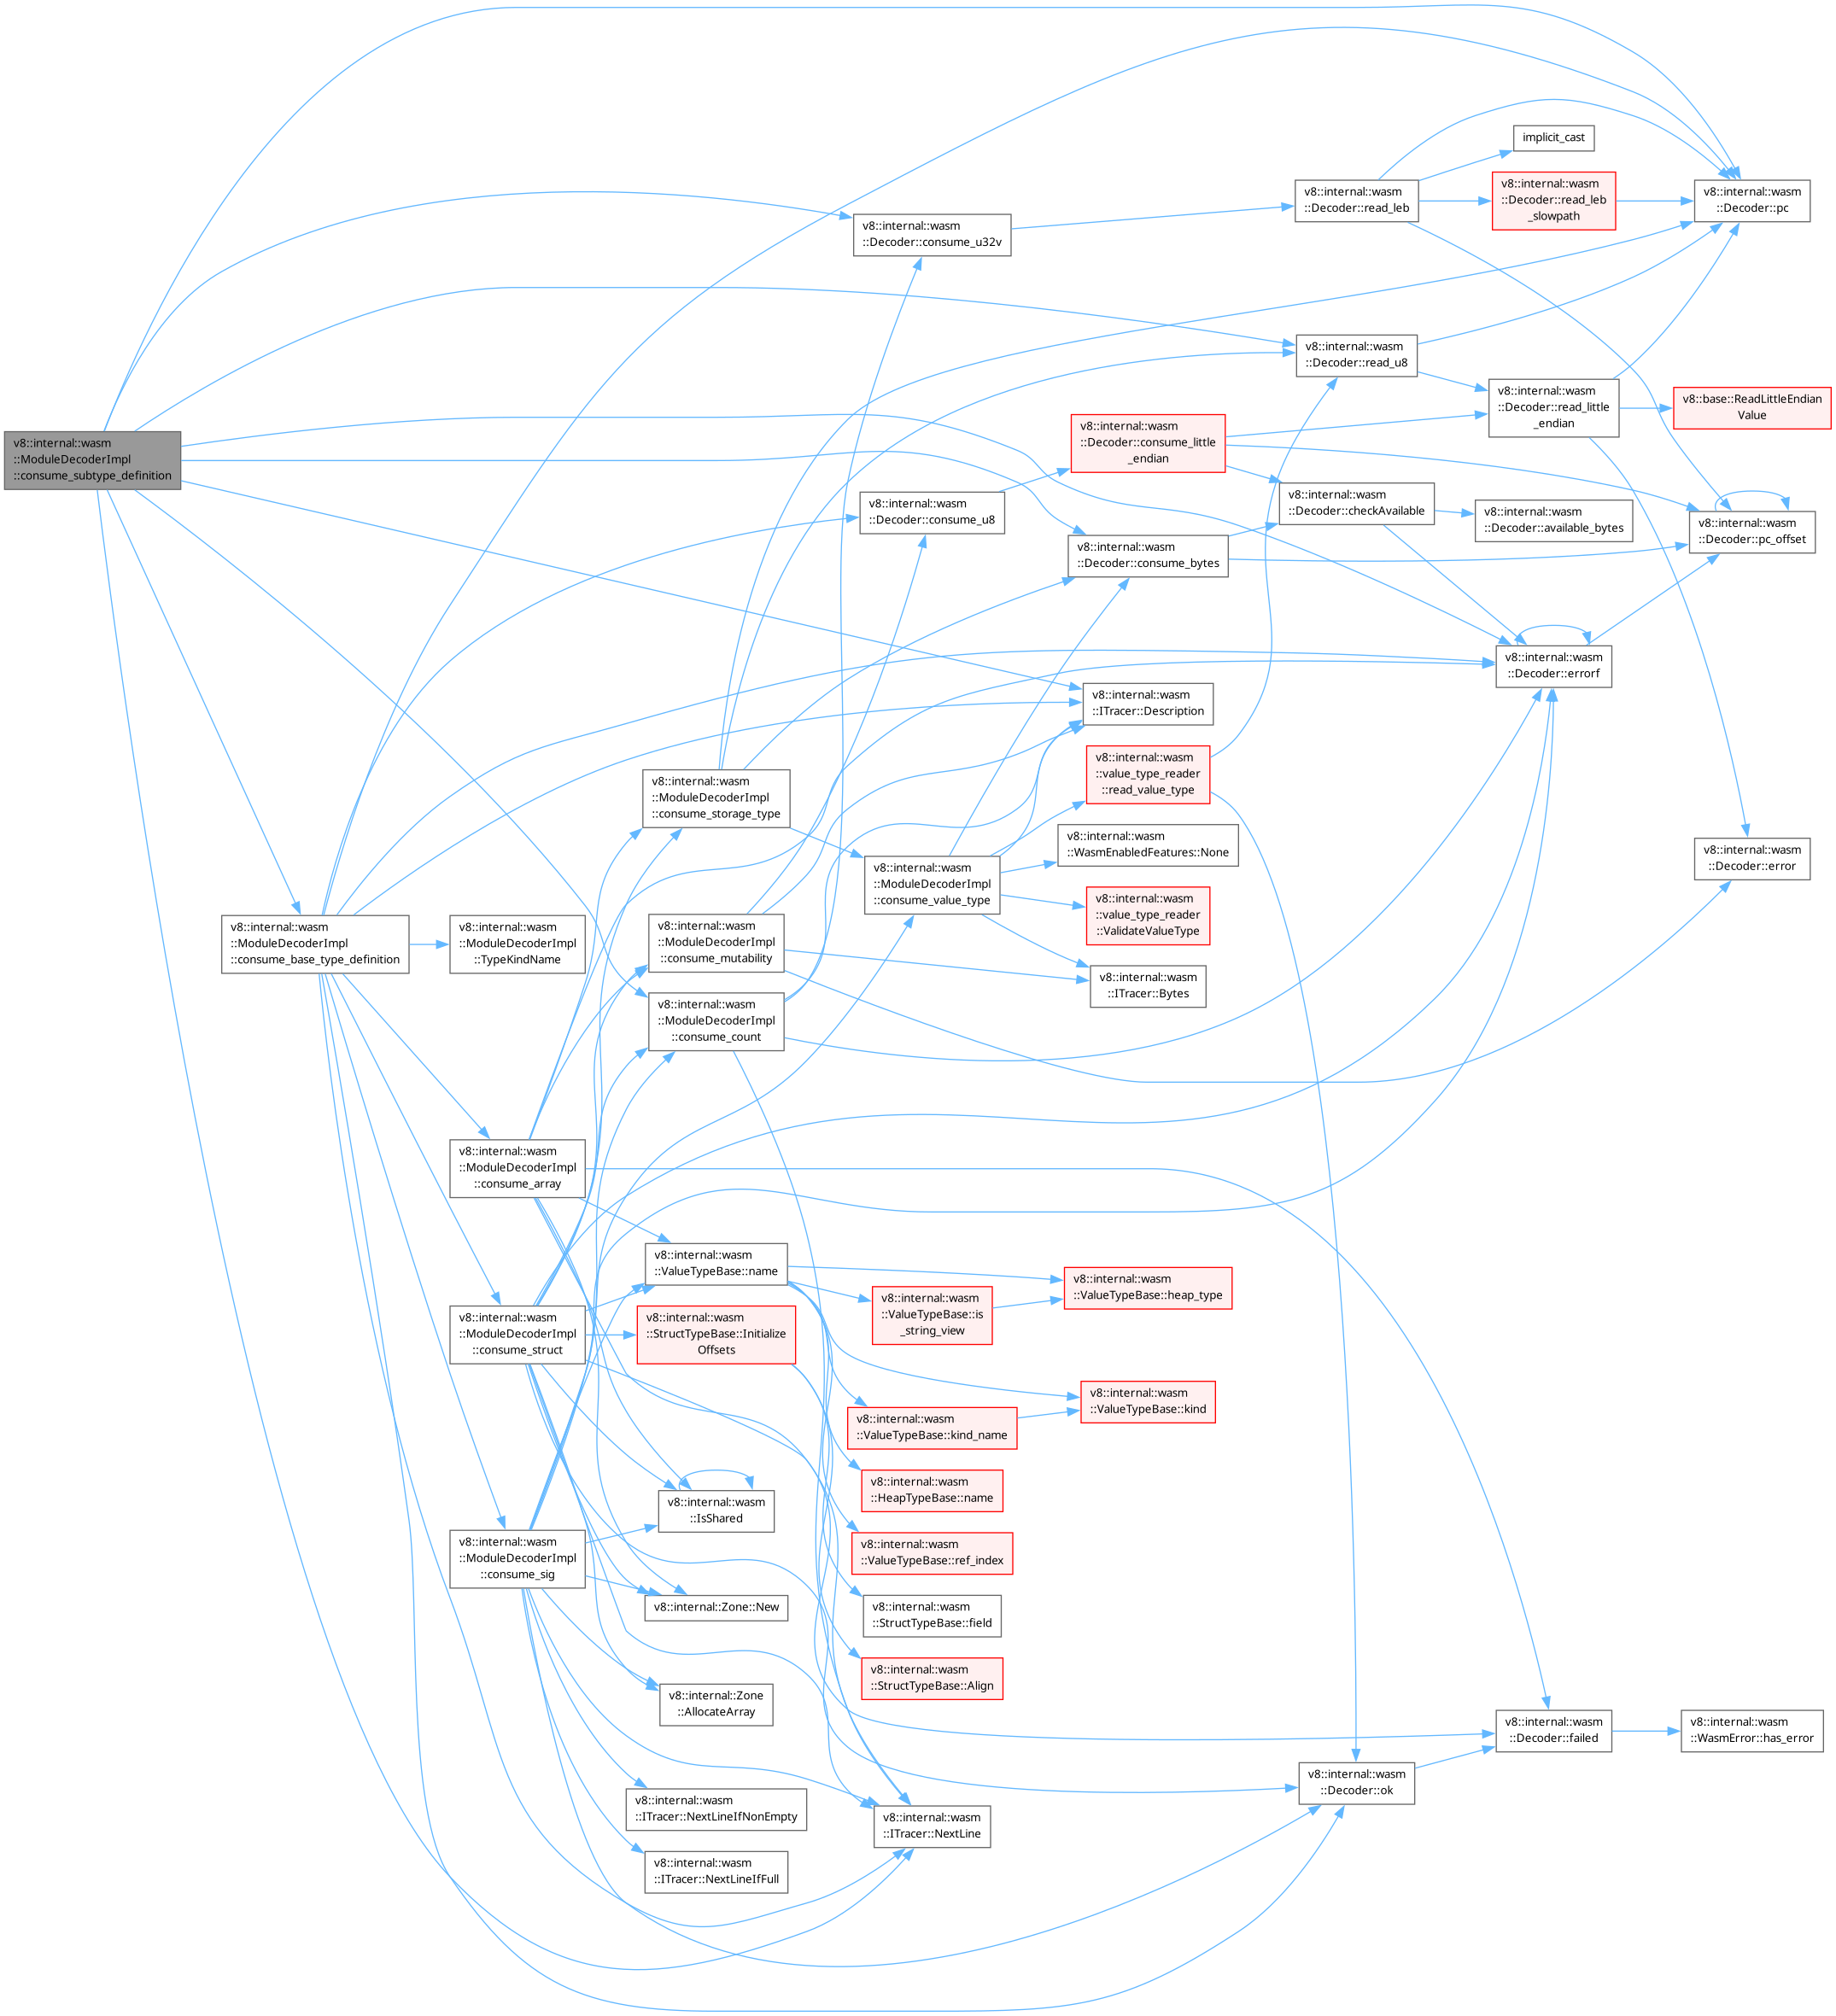 implicit_cast
v8::internal::wasm
::Decoder::read_leb
v8::internal::wasm
::Decoder::read_leb
_slowpath
v8::internal::wasm
::Decoder::pc
v8::internal::wasm
::Decoder::consume_u32v
v8::internal::wasm
::Decoder::read_u8
v8::internal::wasm
::Decoder::read_little
_endian
v8::base::ReadLittleEndian
Value
v8::internal::wasm
::ModuleDecoderImpl
::consume_subtype_definition
v8::internal::wasm
::Decoder::consume_little
_endian
v8::internal::wasm
::Decoder::consume_u8
v8::internal::wasm
::Decoder::checkAvailable
v8::internal::wasm
::Decoder::available_bytes
v8::internal::wasm
::Decoder::pc_offset
v8::internal::wasm
::Decoder::consume_bytes
v8::internal::wasm
::Decoder::errorf
v8::internal::wasm
::ITracer::Description
v8::internal::wasm
::ModuleDecoderImpl
::consume_storage_type
v8::internal::wasm
::value_type_reader
::read_value_type
v8::internal::wasm
::WasmEnabledFeatures::None
v8::internal::wasm
::Decoder::error
v8::internal::wasm
::ModuleDecoderImpl
::consume_value_type
v8::internal::wasm
::value_type_reader
::ValidateValueType
v8::internal::wasm
::ModuleDecoderImpl
::consume_base_type_definition
v8::internal::wasm
::ModuleDecoderImpl
::TypeKindName
v8::internal::wasm
::ModuleDecoderImpl
::consume_mutability
v8::internal::wasm
::ITracer::Bytes
v8::internal::wasm
::ModuleDecoderImpl
::consume_count
v8::internal::wasm
::ModuleDecoderImpl
::consume_array
v8::internal::wasm
::ValueTypeBase::name
v8::internal::wasm
::ValueTypeBase::heap_type
v8::internal::wasm
::ValueTypeBase::is
_string_view
v8::internal::wasm
::ModuleDecoderImpl
::consume_struct
v8::internal::wasm
::StructTypeBase::Initialize
Offsets
v8::internal::wasm
::ValueTypeBase::kind
v8::internal::wasm
::ValueTypeBase::kind_name
v8::internal::wasm
::HeapTypeBase::name
v8::internal::wasm
::IsShared
v8::internal::wasm
::ModuleDecoderImpl
::consume_sig
v8::internal::wasm
::ValueTypeBase::ref_index
v8::internal::Zone::New
v8::internal::wasm
::StructTypeBase::field
v8::internal::wasm
::StructTypeBase::Align
v8::internal::Zone
::AllocateArray
v8::internal::wasm
::Decoder::failed
v8::internal::wasm
::WasmError::has_error
v8::internal::wasm
::Decoder::ok
v8::internal::wasm
::ITracer::NextLineIfNonEmpty
v8::internal::wasm
::ITracer::NextLine
v8::internal::wasm
::ITracer::NextLineIfFull